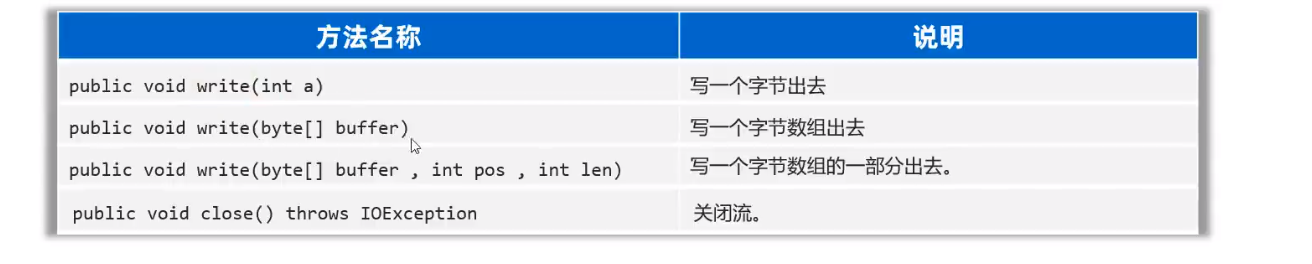 方法名称 说明
public void write(int a) 写一个字节出去
public void write(byte[] buffer) 写一个字节数组出去
public void write(byte[] buffer , int pos , int len) 写一个字节数组的一部分出去。
public void close() throws IOException 关闭流。